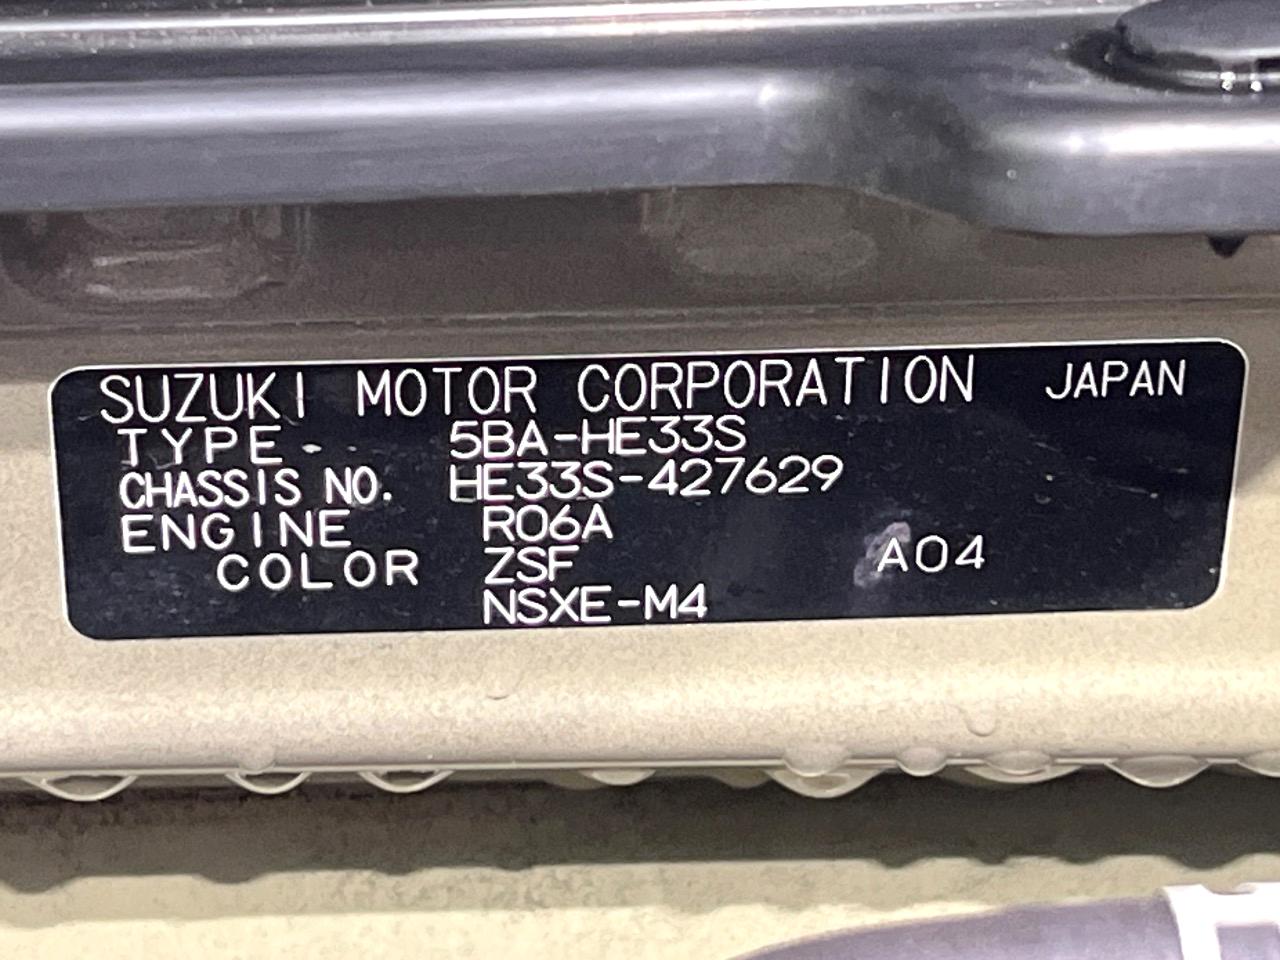 SUZUKI MOTOR CORPORATION JAPAN
TYPE 5BA-HE33S
CHASSIS NO. HE33S-427629
ENGINE R06A
COLOR ZSF A04
NSXE-M4